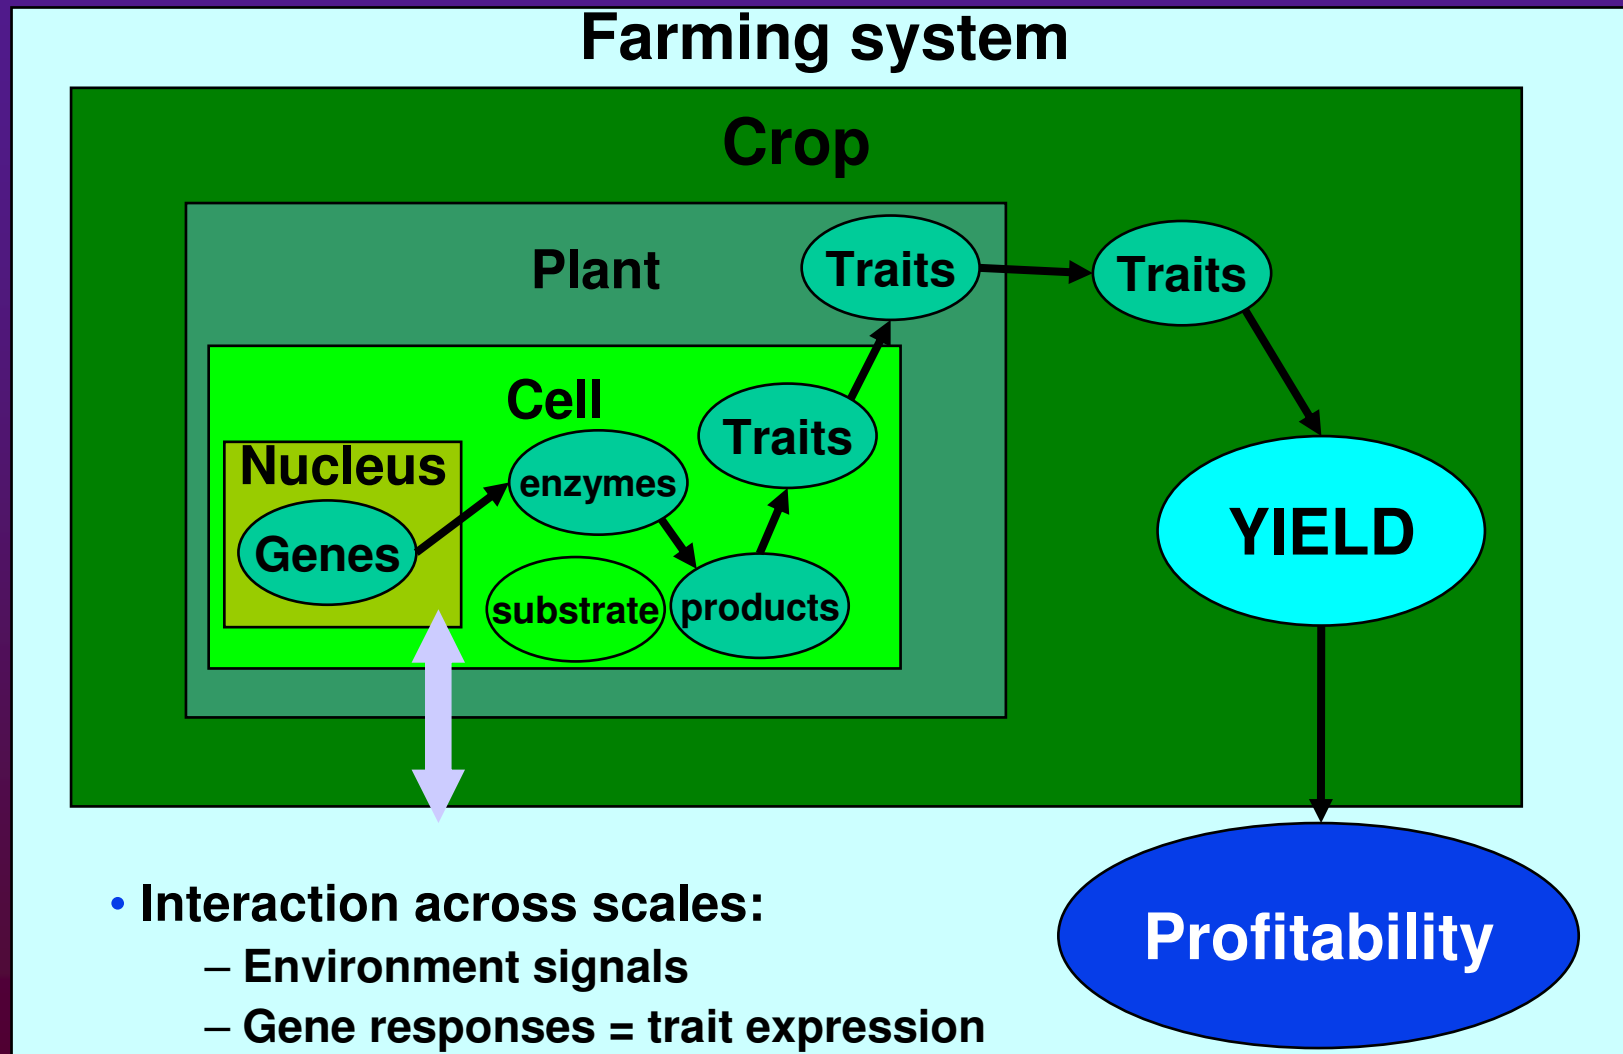 Farming system
Crop
Plant
Traits
Traits
Cell
Traits
Nucleus
enzymes
Genes
substrate
products
YIELD
Profitability
• Interaction across scales:
– Environment signals
– Gene responses = trait expression